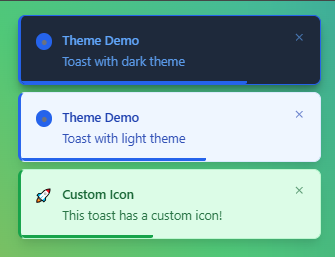 Theme Demo
Toast with dark theme
Theme Demo
Toast with light theme
Custom Icon
This toast has a custom icon!